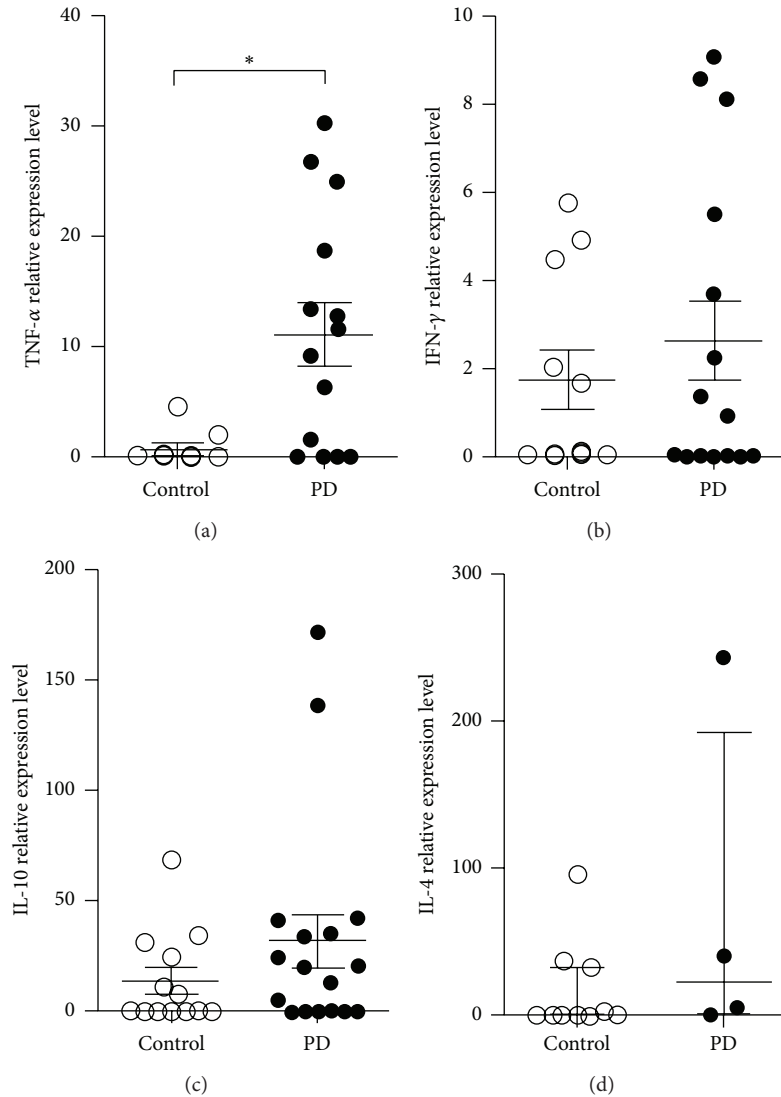 40
30
20
10
0
TNF-α relative expression level
*
Control PD
(a)
10
8
6
4
2
0
IFN-γ relative expression level
Control PD
(b)
200
150
100
50
0
IL-10 relative expression level
Control PD
(c)
300
200
100
0
IL-4 relative expression level
Control PD
(d)